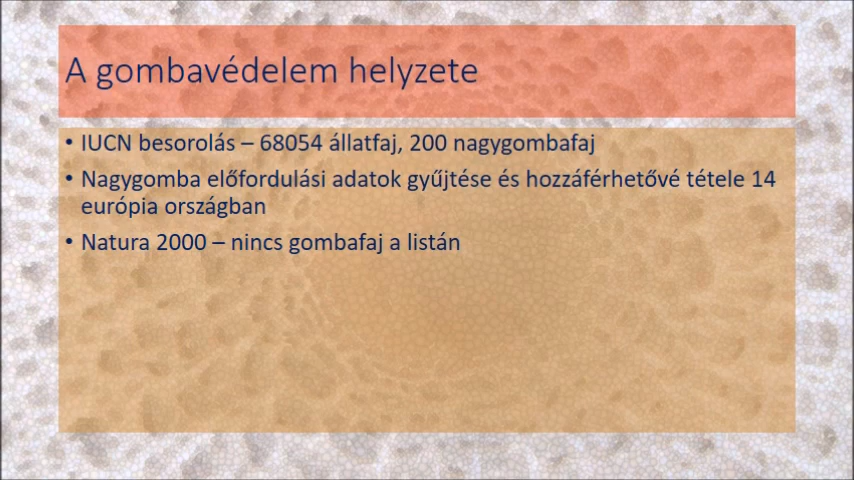 A gombavédelem helyzete
• IUCN besorolás – 68054 állatfaj, 200 nagygombafaj
• Nagygomba előfordulási adatok gyűjtése és hozzáférhetővé tétele 14
európia országban
• Natura 2000 – nincs gombafaj a listán